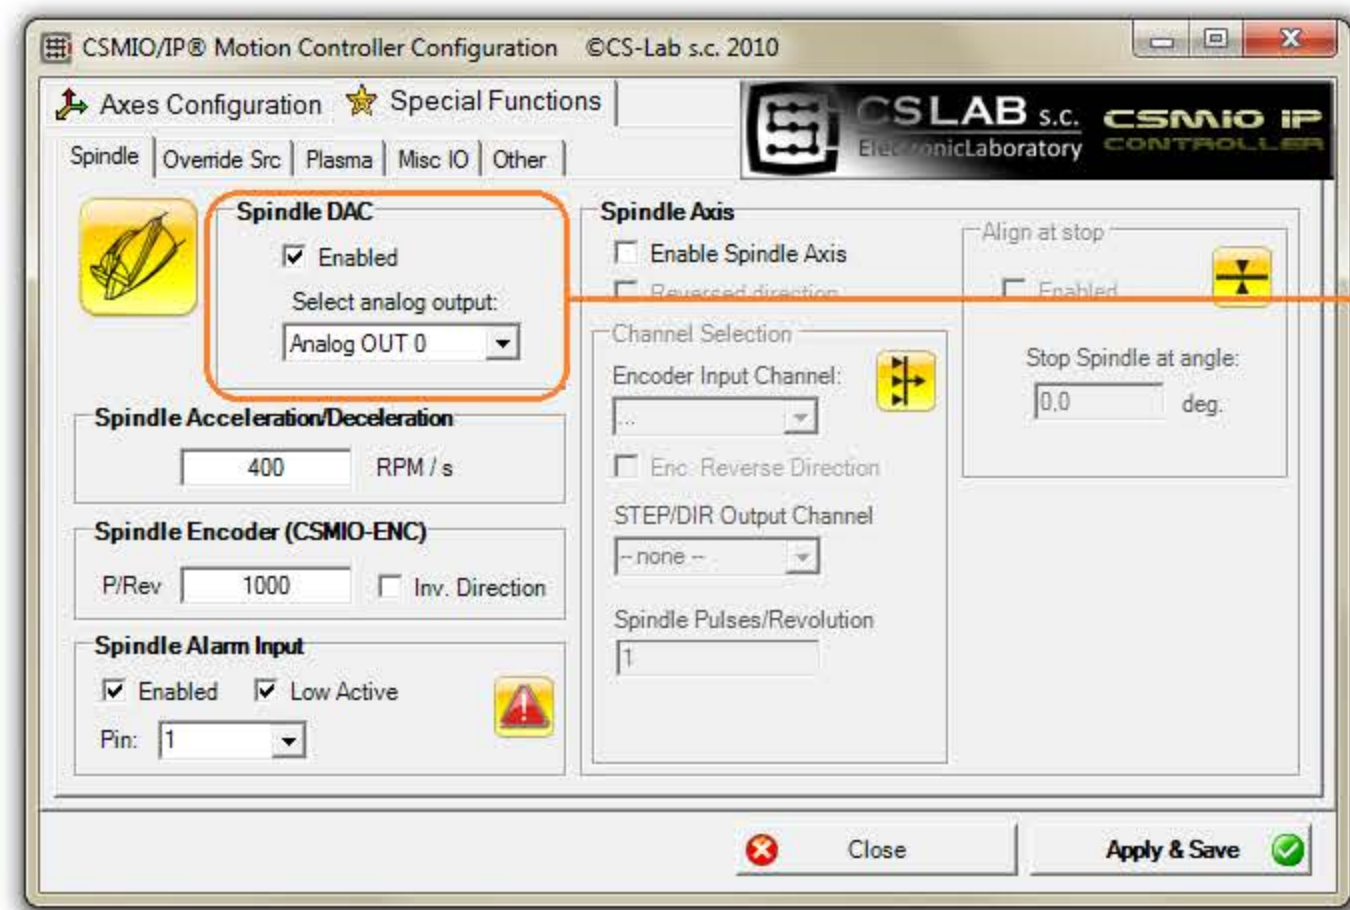 CSMIO/IP® Motion Controller Configuration ©CS-Lab s.c. 2010
Axes Configuration Special Functions
CSLAB s.c.
ElectronicLaboratory
CSMIO IP
CONTROLLER
Spindle Override Src Plasma Misc IO Other
Spindle DAC
Enabled
Select analog output:
Analog OUT 0
Spindle Acceleration/Deceleration
400 RPM / s
Spindle Encoder (CSMIO-ENC)
P/Rev 1000 Inv. Direction
Spindle Alarm Input
Enabled Low Active
Pin: 1
Spindle Axis
Enable Spindle Axis
Reversed direction
Channel Selection
Encoder Input Channel:
...
Enc. Reverse Direction
STEP/DIR Output Channel
-- none --
Spindle Pulses/Revolution
1
Align at stop
Enabled
Stop Spindle at angle:
0,0 deg.
Close Apply & Save